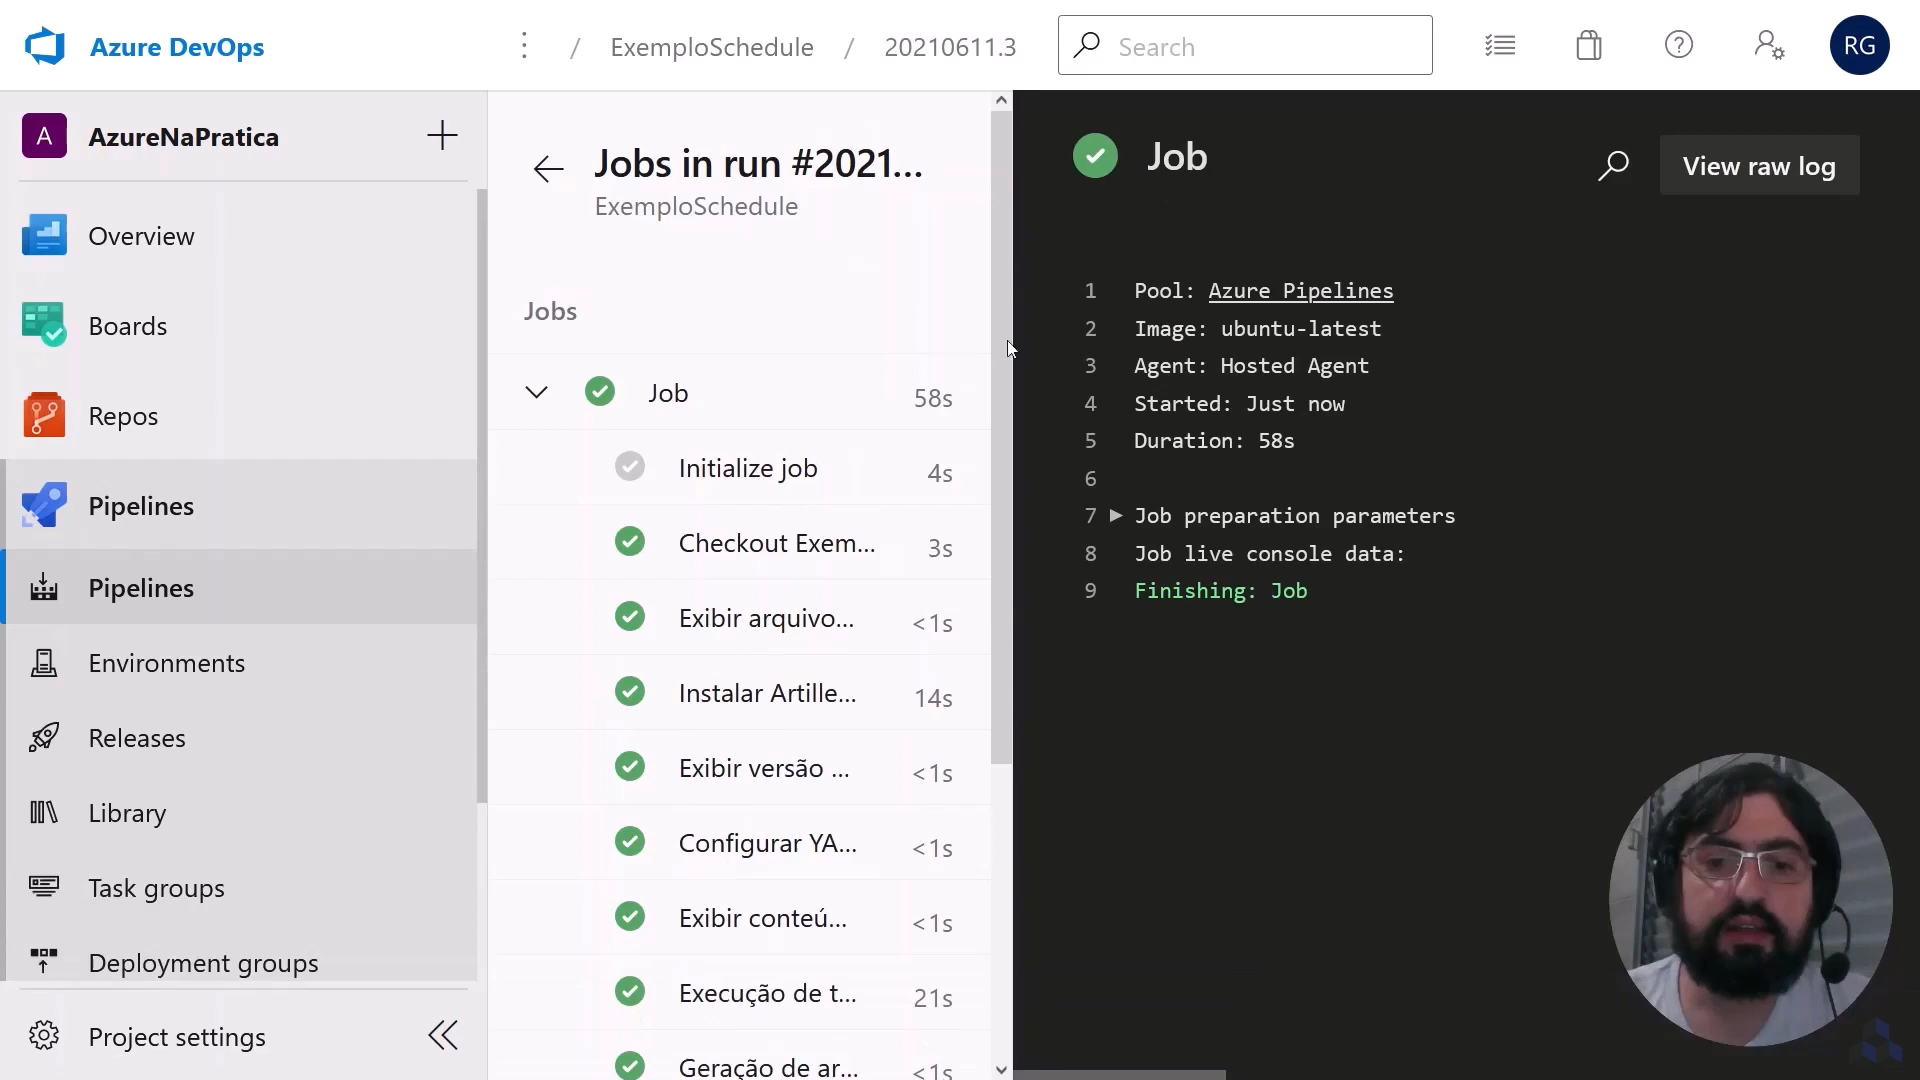 Azure DevOps
/ ExemploSchedule / 20210611.3
Search
RG
A AzureNaPratica
Overview
Boards
Repos
Pipelines
Pipelines
Environments
Releases
Library
Task groups
Deployment groups
Project settings
Jobs in run #2021...
ExemploSchedule
Jobs
Job 58s
Initialize job 4s
Checkout Exem... 3s
Exibir arquivo... <1s
Instalar Artille... 14s
Exibir versão ... <1s
Configurar YA... <1s
Exibir conteú... <1s
Execução de t... 21s
Geração de ar... <1s
Job
View raw log
1 Pool: Azure Pipelines
2 Image: ubuntu-latest
3 Agent: Hosted Agent
4 Started: Just now
5 Duration: 58s
6
7 Job preparation parameters
8 Job live console data:
9 Finishing: Job